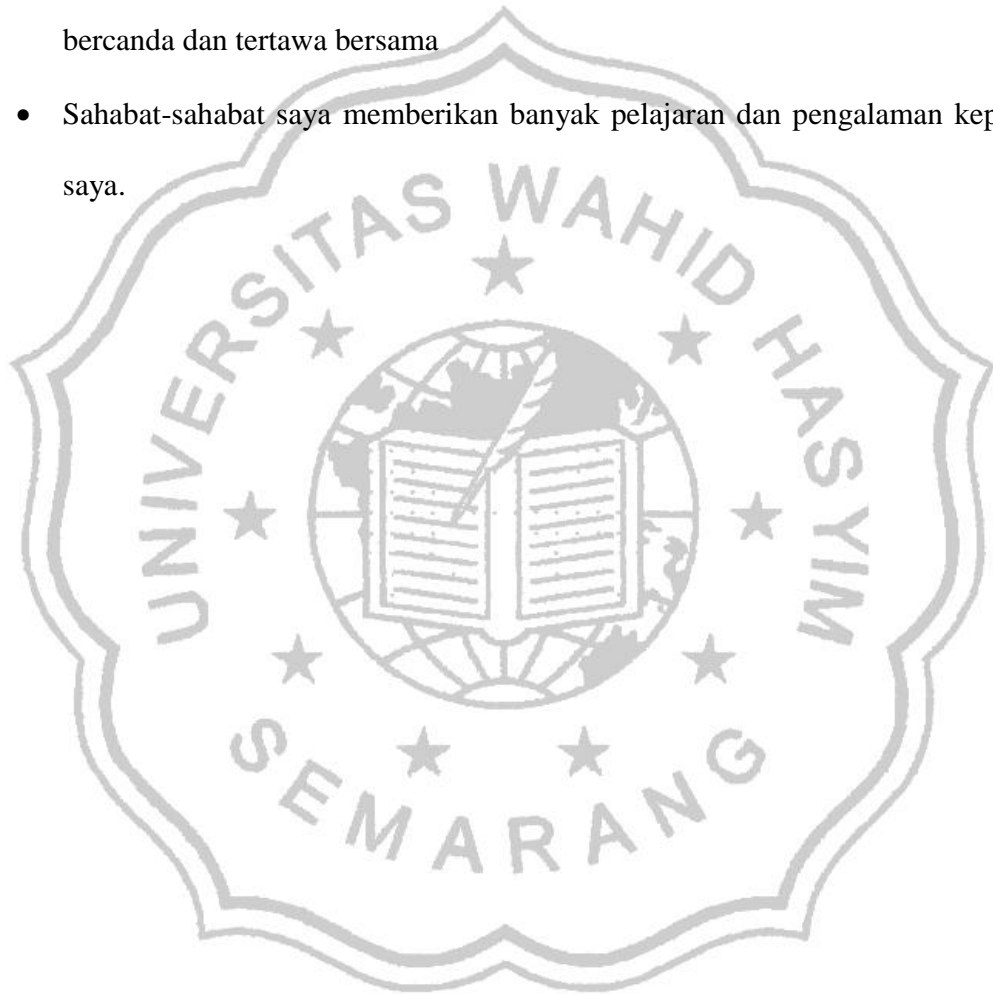 bercanda dan tertawa bersama
• Sahabat-sahabat saya memberikan banyak pelajaran dan pengalaman kep
saya.
UNIVERSITAS WAHID HASYIM
SEMARANG